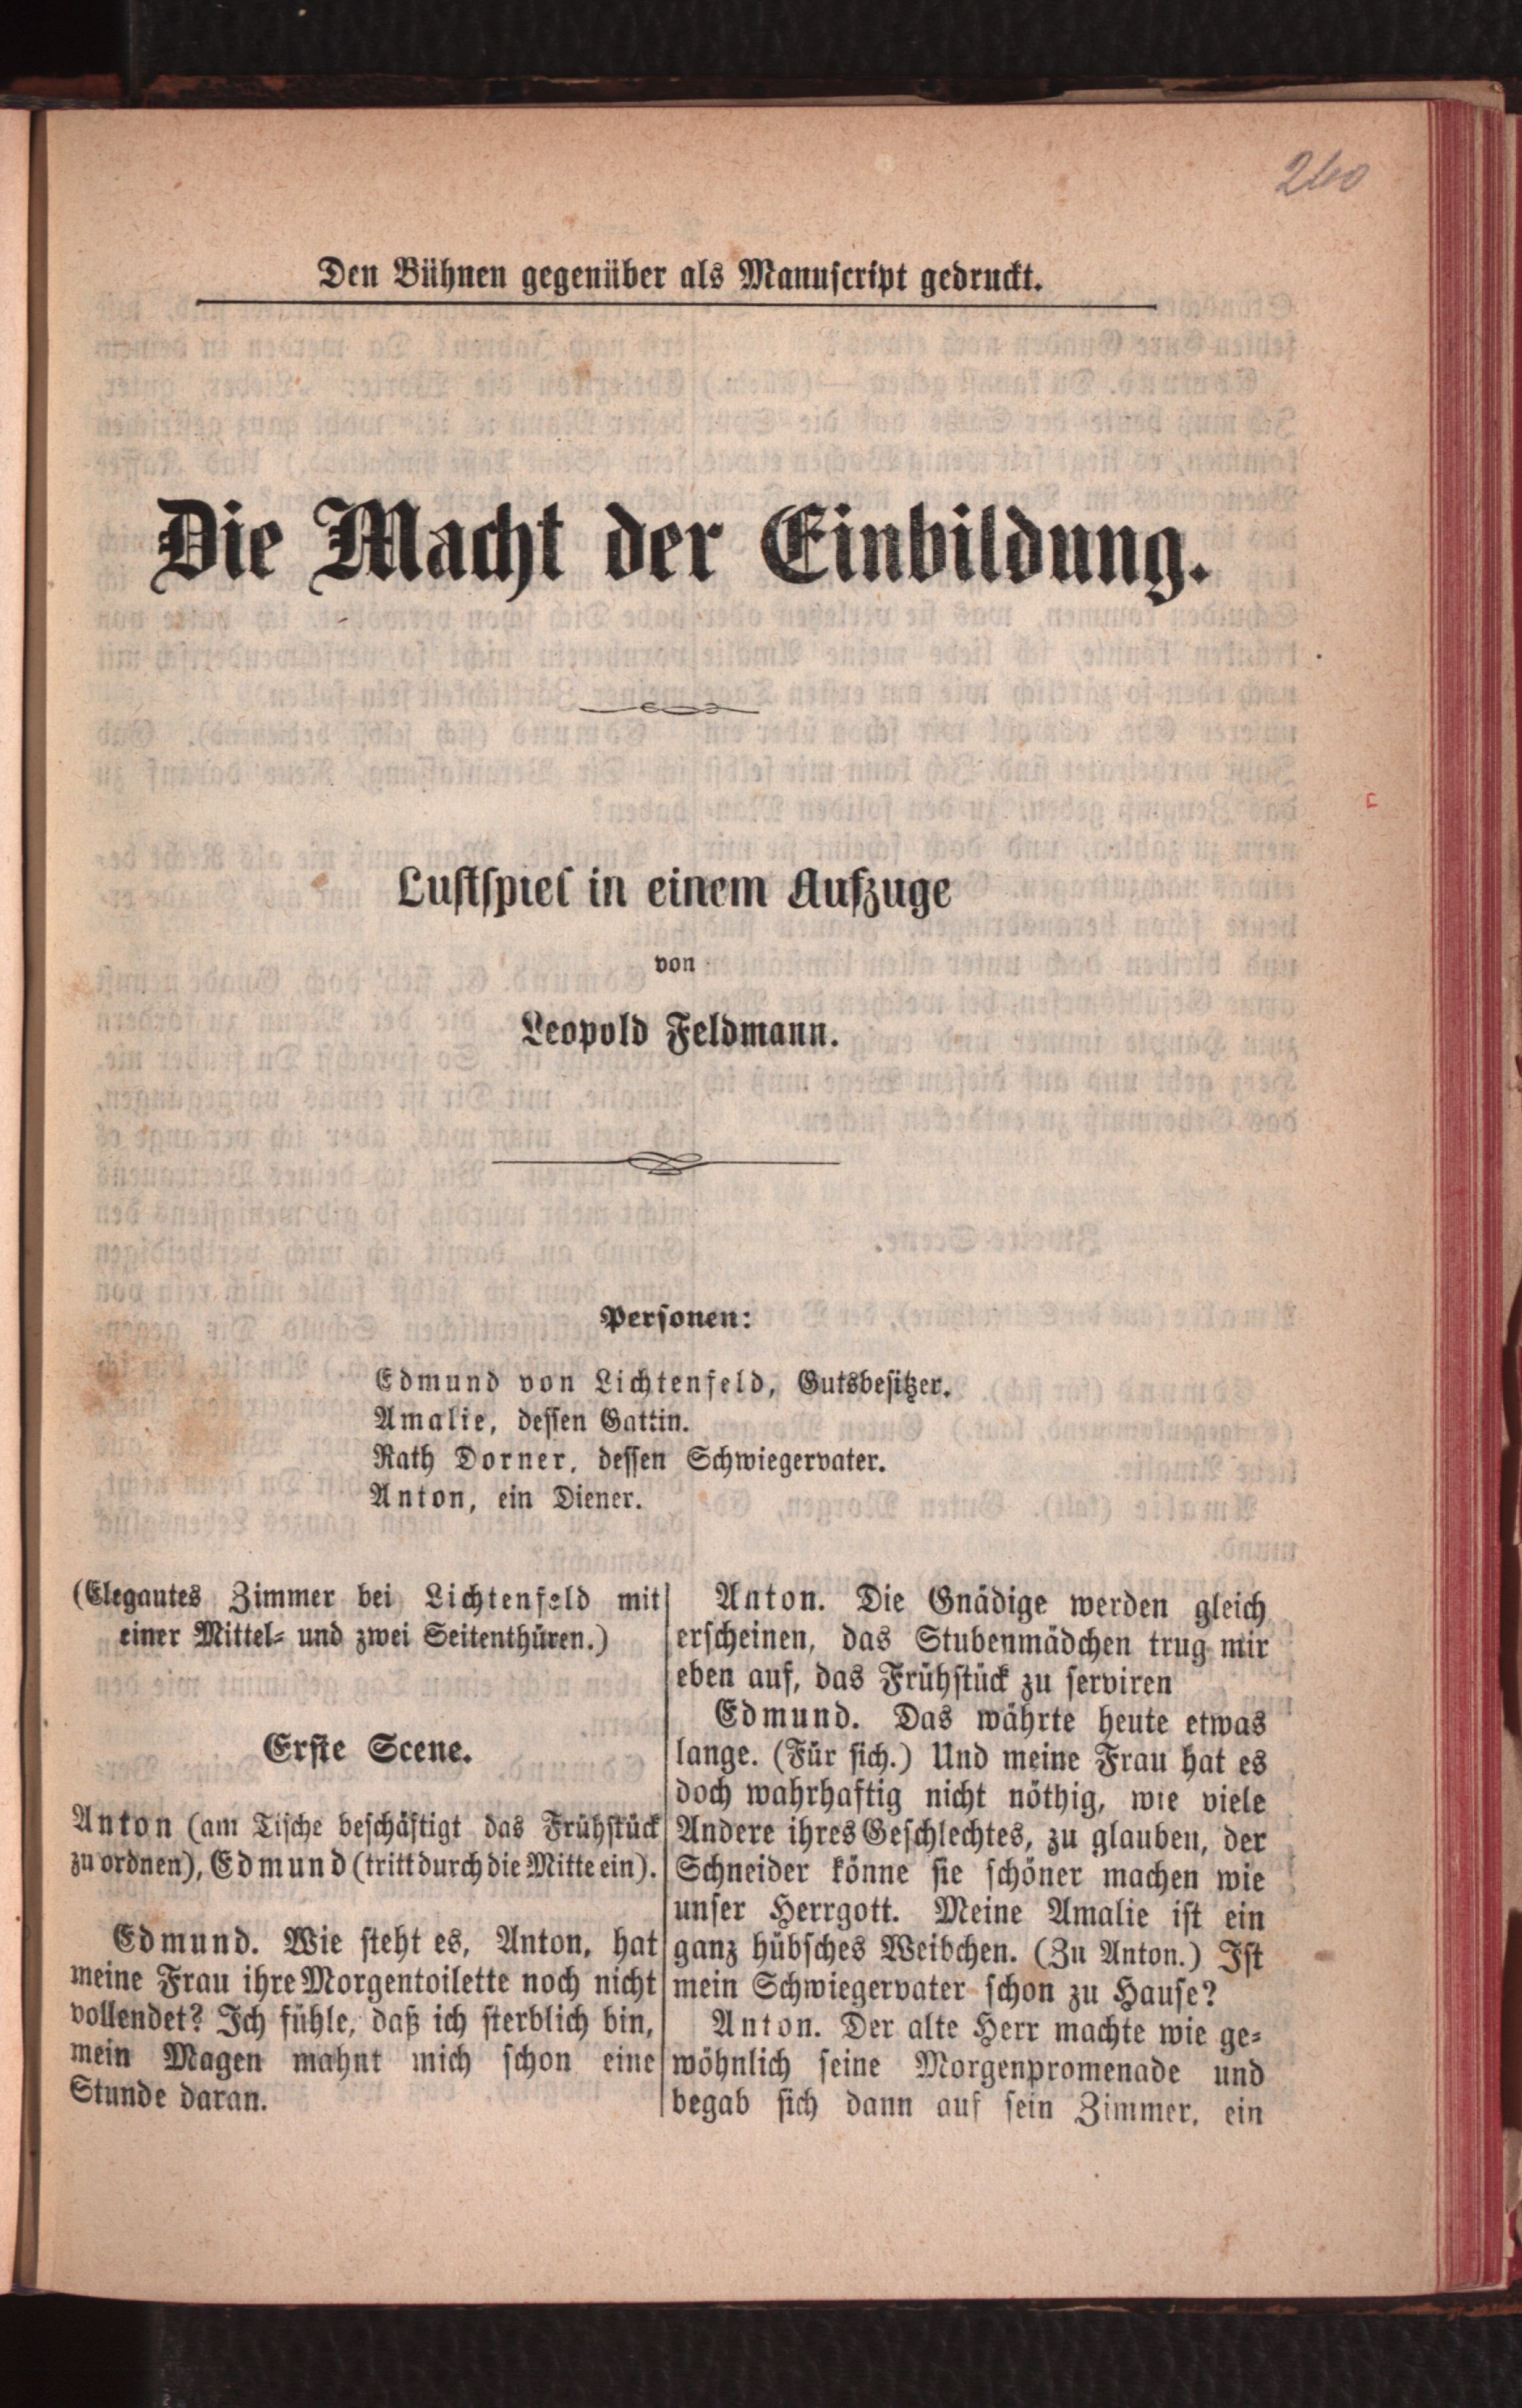 240
Den Bühnen gegenüber als Manuscript gedruckt.
Die Macht der Einbildung.
Lustspiel in einem Aufzuge
von
Leopold Feldmann.
Personen:
Edmund von Lichtenfeld, Gutsbesitzer.
Amalie, dessen Gattin.
Rath Dorner, dessen Schwiegervater.
Anton, ein Diener.
(Elegantes Zimmer bei Lichtenfeld mit
einer Mittel- und zwei Seitenthüren.)
Erste Scene.
Anton (am Tische beschäftigt das Frühstück
zu ordnen), Edmund (tritt durch die Mitte ein).
Edmund. Wie steht es, Anton, hat
meine Frau ihre Morgentoilette noch nicht
vollendet? Ich fühle, daß ich sterblich bin,
mein Magen mahnt mich schon eine
Stunde daran.
Anton. Die Gnädige werden gleich
erscheinen, das Stubenmädchen trug mir
eben auf, das Frühstück zu serviren
Edmund. Das währte heute etwas
lange. (Für sich.) Und meine Frau hat es
doch wahrhaftig nicht nöthig, wie viele
Andere ihres Geschlechtes, zu glauben, der
Schneider könne sie schöner machen wie
unser Herrgott. Meine Amalie ist ein
ganz hübsches Weibchen. (Zu Anton.) Ist
mein Schwiegervater schon zu Hause?
Anton. Der alte Herr machte wie ge-
wöhnlich seine Morgenpromenade und
begab sich dann auf sein Zimmer, ein